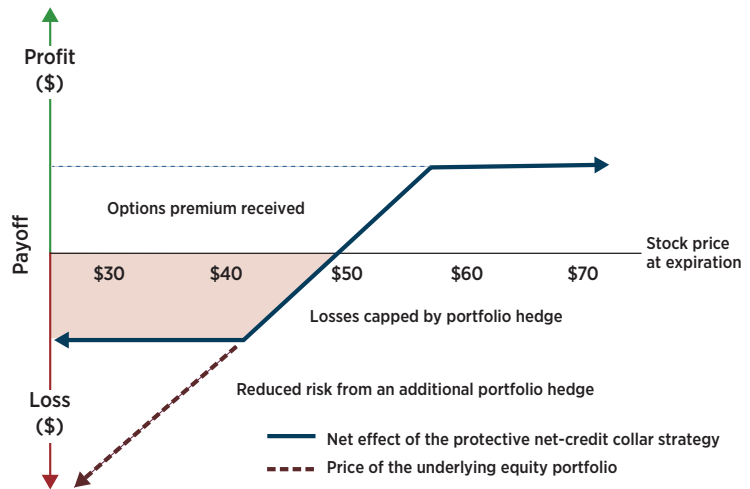 Profit
($)
Options premium received
Payoff
Stock price
at expiration
$30
$40
$50
$60
$70
Losses capped by portfolio hedge
Reduced risk from an additional portfolio hedge
Loss
($)
Net effect of the protective net-credit collar strategy
Price of the underlying equity portfolio